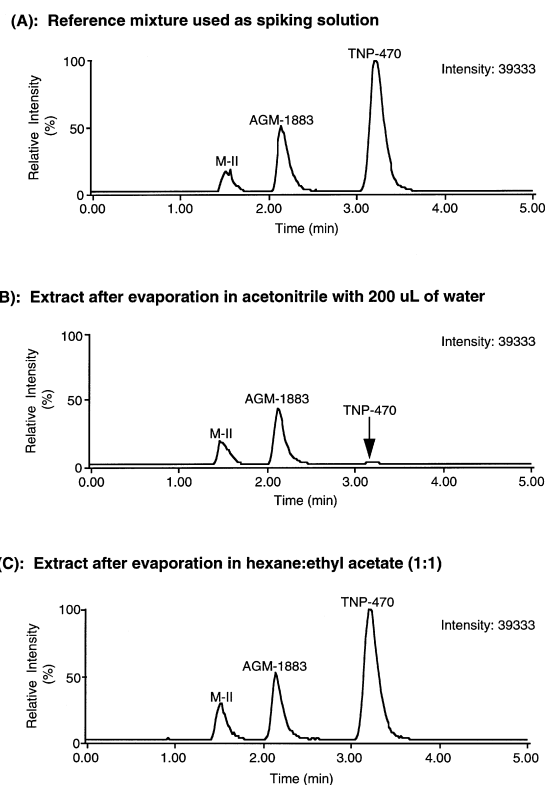 (A): Reference mixture used as spiking solution
TNP-470
100
Intensity: 39333
AGM-1883
Relative Intensity
(%)
50
M-II
0
0.00 1.00 2.00 3.00 4.00 5.00
Time (min)
B): Extract after evaporation in acetonitrile with 200 uL of water
100
Intensity: 39333
Relative Intensity
(%)
AGM-1883
50
TNP-470
M-II
0
0.00 1.00 2.00 3.00 4.00 5.00
Time (min)
(C): Extract after evaporation in hexane:ethyl acetate (1:1)
TNP-470
100
Intensity: 39333
Relative Intensity
(%)
AGM-1883
50
M-II
0
0.00 1.00 2.00 3.00 4.00 5.00
Time (min)